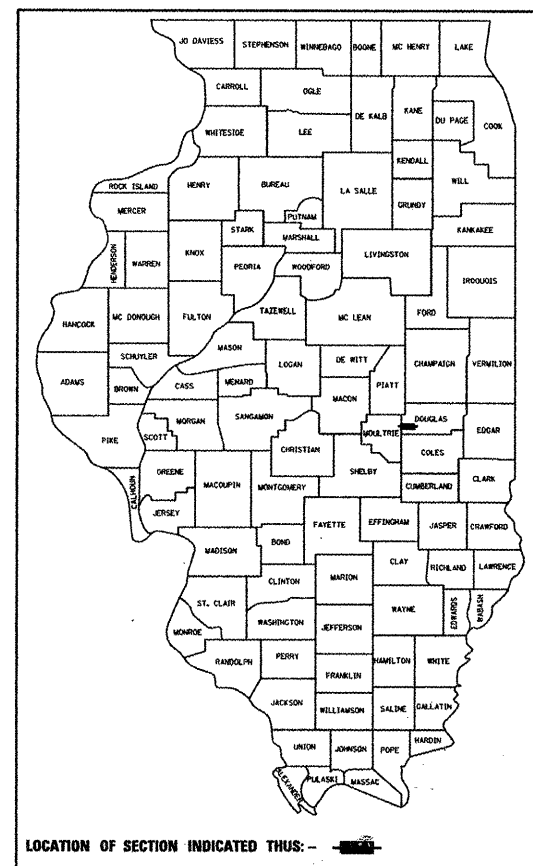 JO DAVIESS STEPHENSON WINNEBAGO BOONE MC HENRY LAKE
CARROLL OGLE DE KALB KANE DU PAGE COOK
WHITESIDE LEE
KENDALL WILL
ROCK ISLAND HENRY BUREAU LA SALLE GRUNDY
MERCER PUTNAM KANKAKEE
HENDERSON WARREN KNOX STARK MARSHALL LIVINGSTON
PEORIA WOODFORD IROQUOIS
HANCOCK MC DONOUGH FULTON TAZEWELL MC LEAN FORD
SCHUYLER MASON LOGAN DE WITT PIATT CHAMPAIGN VERMILION
ADAMS BROWN CASS MENARD MACON
PIKE SCOTT MORGAN SANGAMON CHRISTIAN MOULTRIE DOUGLAS EDGAR
COLES
CALHOUN GREENE MACOUPIN MONTGOMERY SHELBY CUMBERLAND CLARK
JERSEY FAYETTE EFFINGHAM JASPER CRAWFORD
MADISON BOND CLAY RICHLAND LAWRENCE
CLINTON MARION WAYNE EDWARDS WABASH
ST. CLAIR WASHINGTON JEFFERSON
MONROE PERRY HAMILTON WHITE
RANDOLPH FRANKLIN
JACKSON WILLIAMSON SALINE GALLATIN
UNION JOHNSON POPE HARDIN
ALEXANDER PULASKI MASSAC
LOCATION OF SECTION INDICATED THUS: -